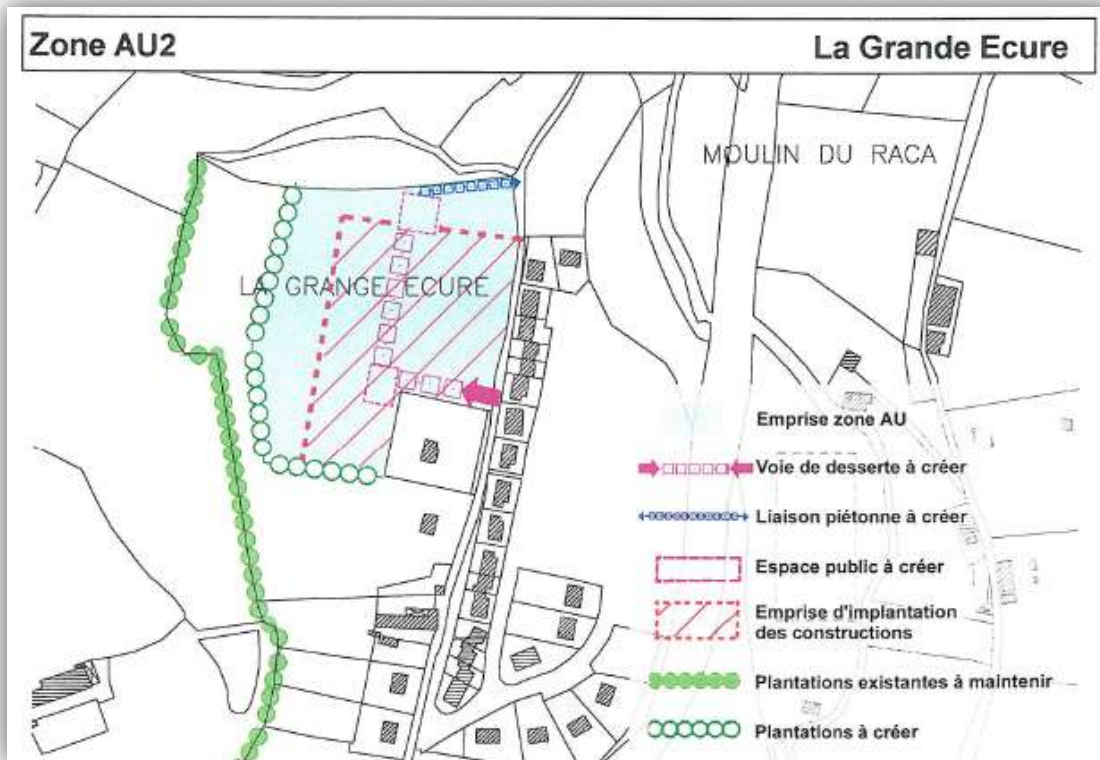 Zone AU2
La Grande Ecure
MOULIN DU RACA
LA GRANGE ECURE
Emprise zone AU
Voie de desserte à créer
Liaison piétonne à créer
Espace public à créer
Emprise d'implantation
des constructions
Plantations existantes à maintenir
Plantations à créer